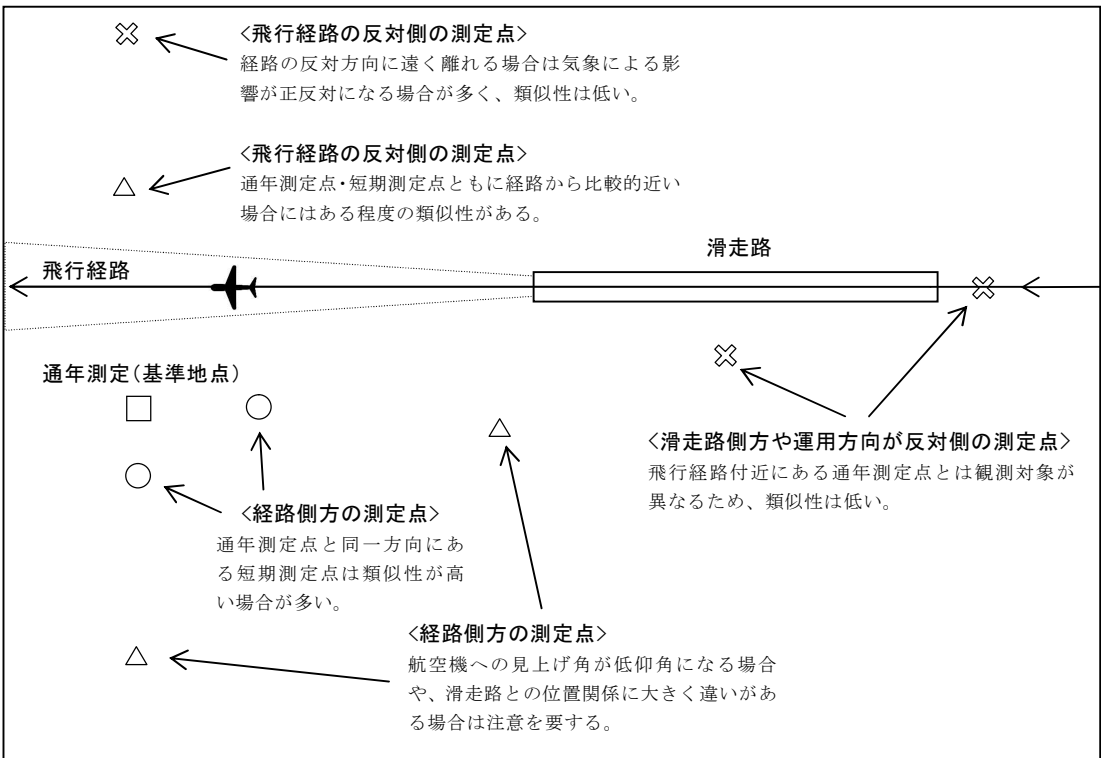 <飛行経路の反対側の測定点>
経路の反対方向に遠く離れる場合は気象による影
響が正反対になる場合が多く、類似性は低い。
<飛行経路の反対側の測定点>
通年測定点・短期測定点ともに経路から比較的近い
場合にはある程度の類似性がある。
滑走路
飛行経路
通年測定(基準地点)
<滑走路側方や運用方向が反対側の測定点>
飛行経路付近にある通年測定点とは観測対象が
異なるため、類似性は低い。
<経路側方の測定点>
通年測定点と同一方向にあ
る短期測定点は類似性が高
い場合が多い。
<経路側方の測定点>
航空機への見上げ角が低仰角になる場合
や、滑走路との位置関係に大きく違いがあ
る場合は注意を要する。